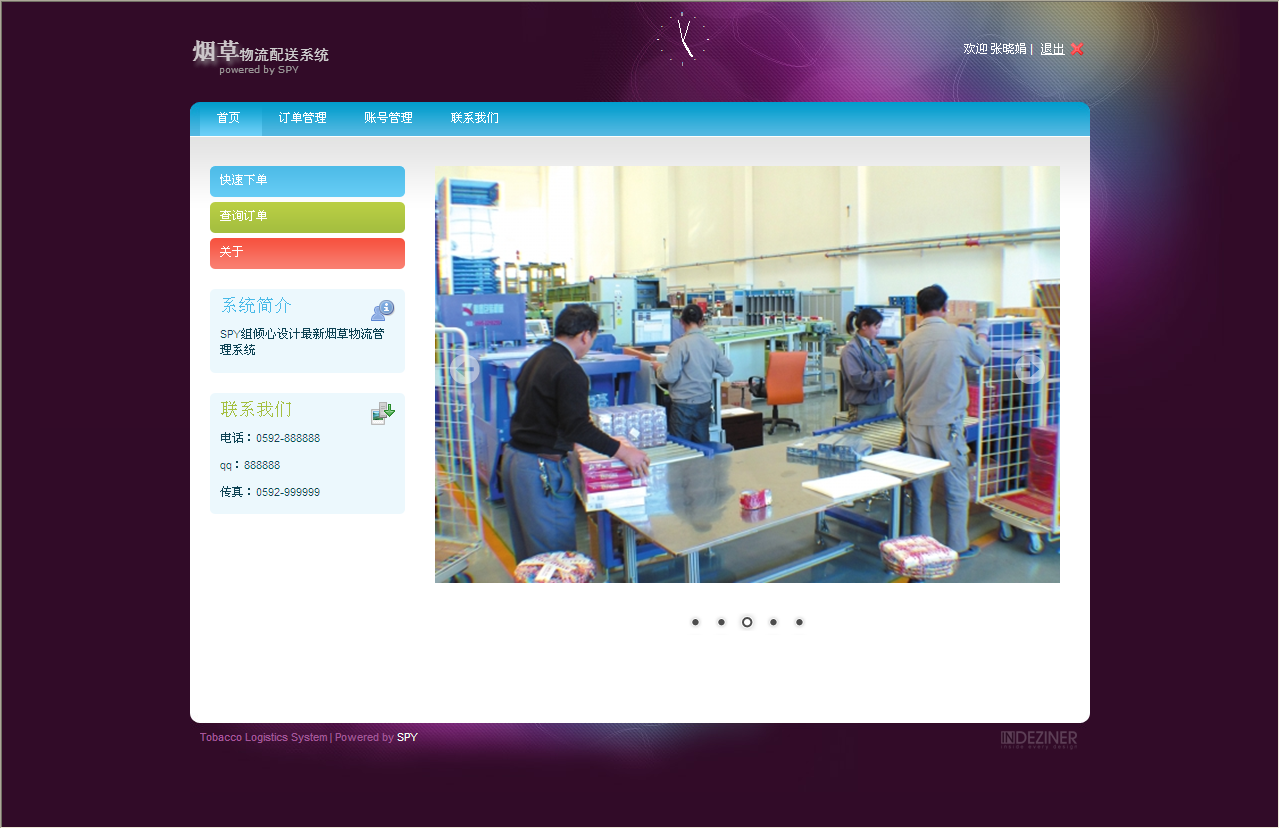 烟草物流配送系统
powered by SPY
欢迎 张晓娟 | 退出
首页 订单管理 账号管理 联系我们
快速下单
查询订单
关于
系统简介
SPY组倾心设计最新烟草物流管
理系统
联系我们
电话：0592-888888
qq：888888
传真：0592-999999
Tobacco Logistics System | Powered by SPY
INDEZINER
inside every design